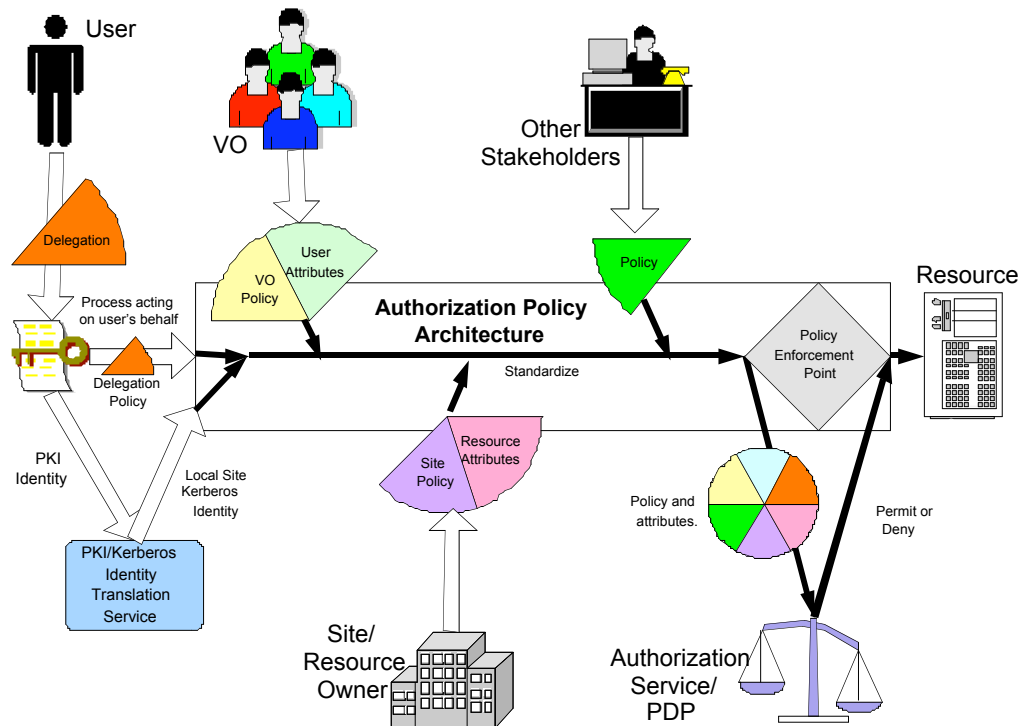 User
VO
Other
Stakeholders
Delegation
VO
Policy
User
Attributes
Policy
Resource
Process acting
on user's behalf
Authorization Policy
Architecture
Policy
Enforcement
Point
Standardize
Delegation
Policy
PKI
Identity
Local Site
Kerberos
Identity
Site
Policy
Resource
Attributes
Policy and
attributes.
Permit or
Deny
PKI/Kerberos
Identity
Translation
Service
Site/
Resource
Owner
Authorization
Service/
PDP